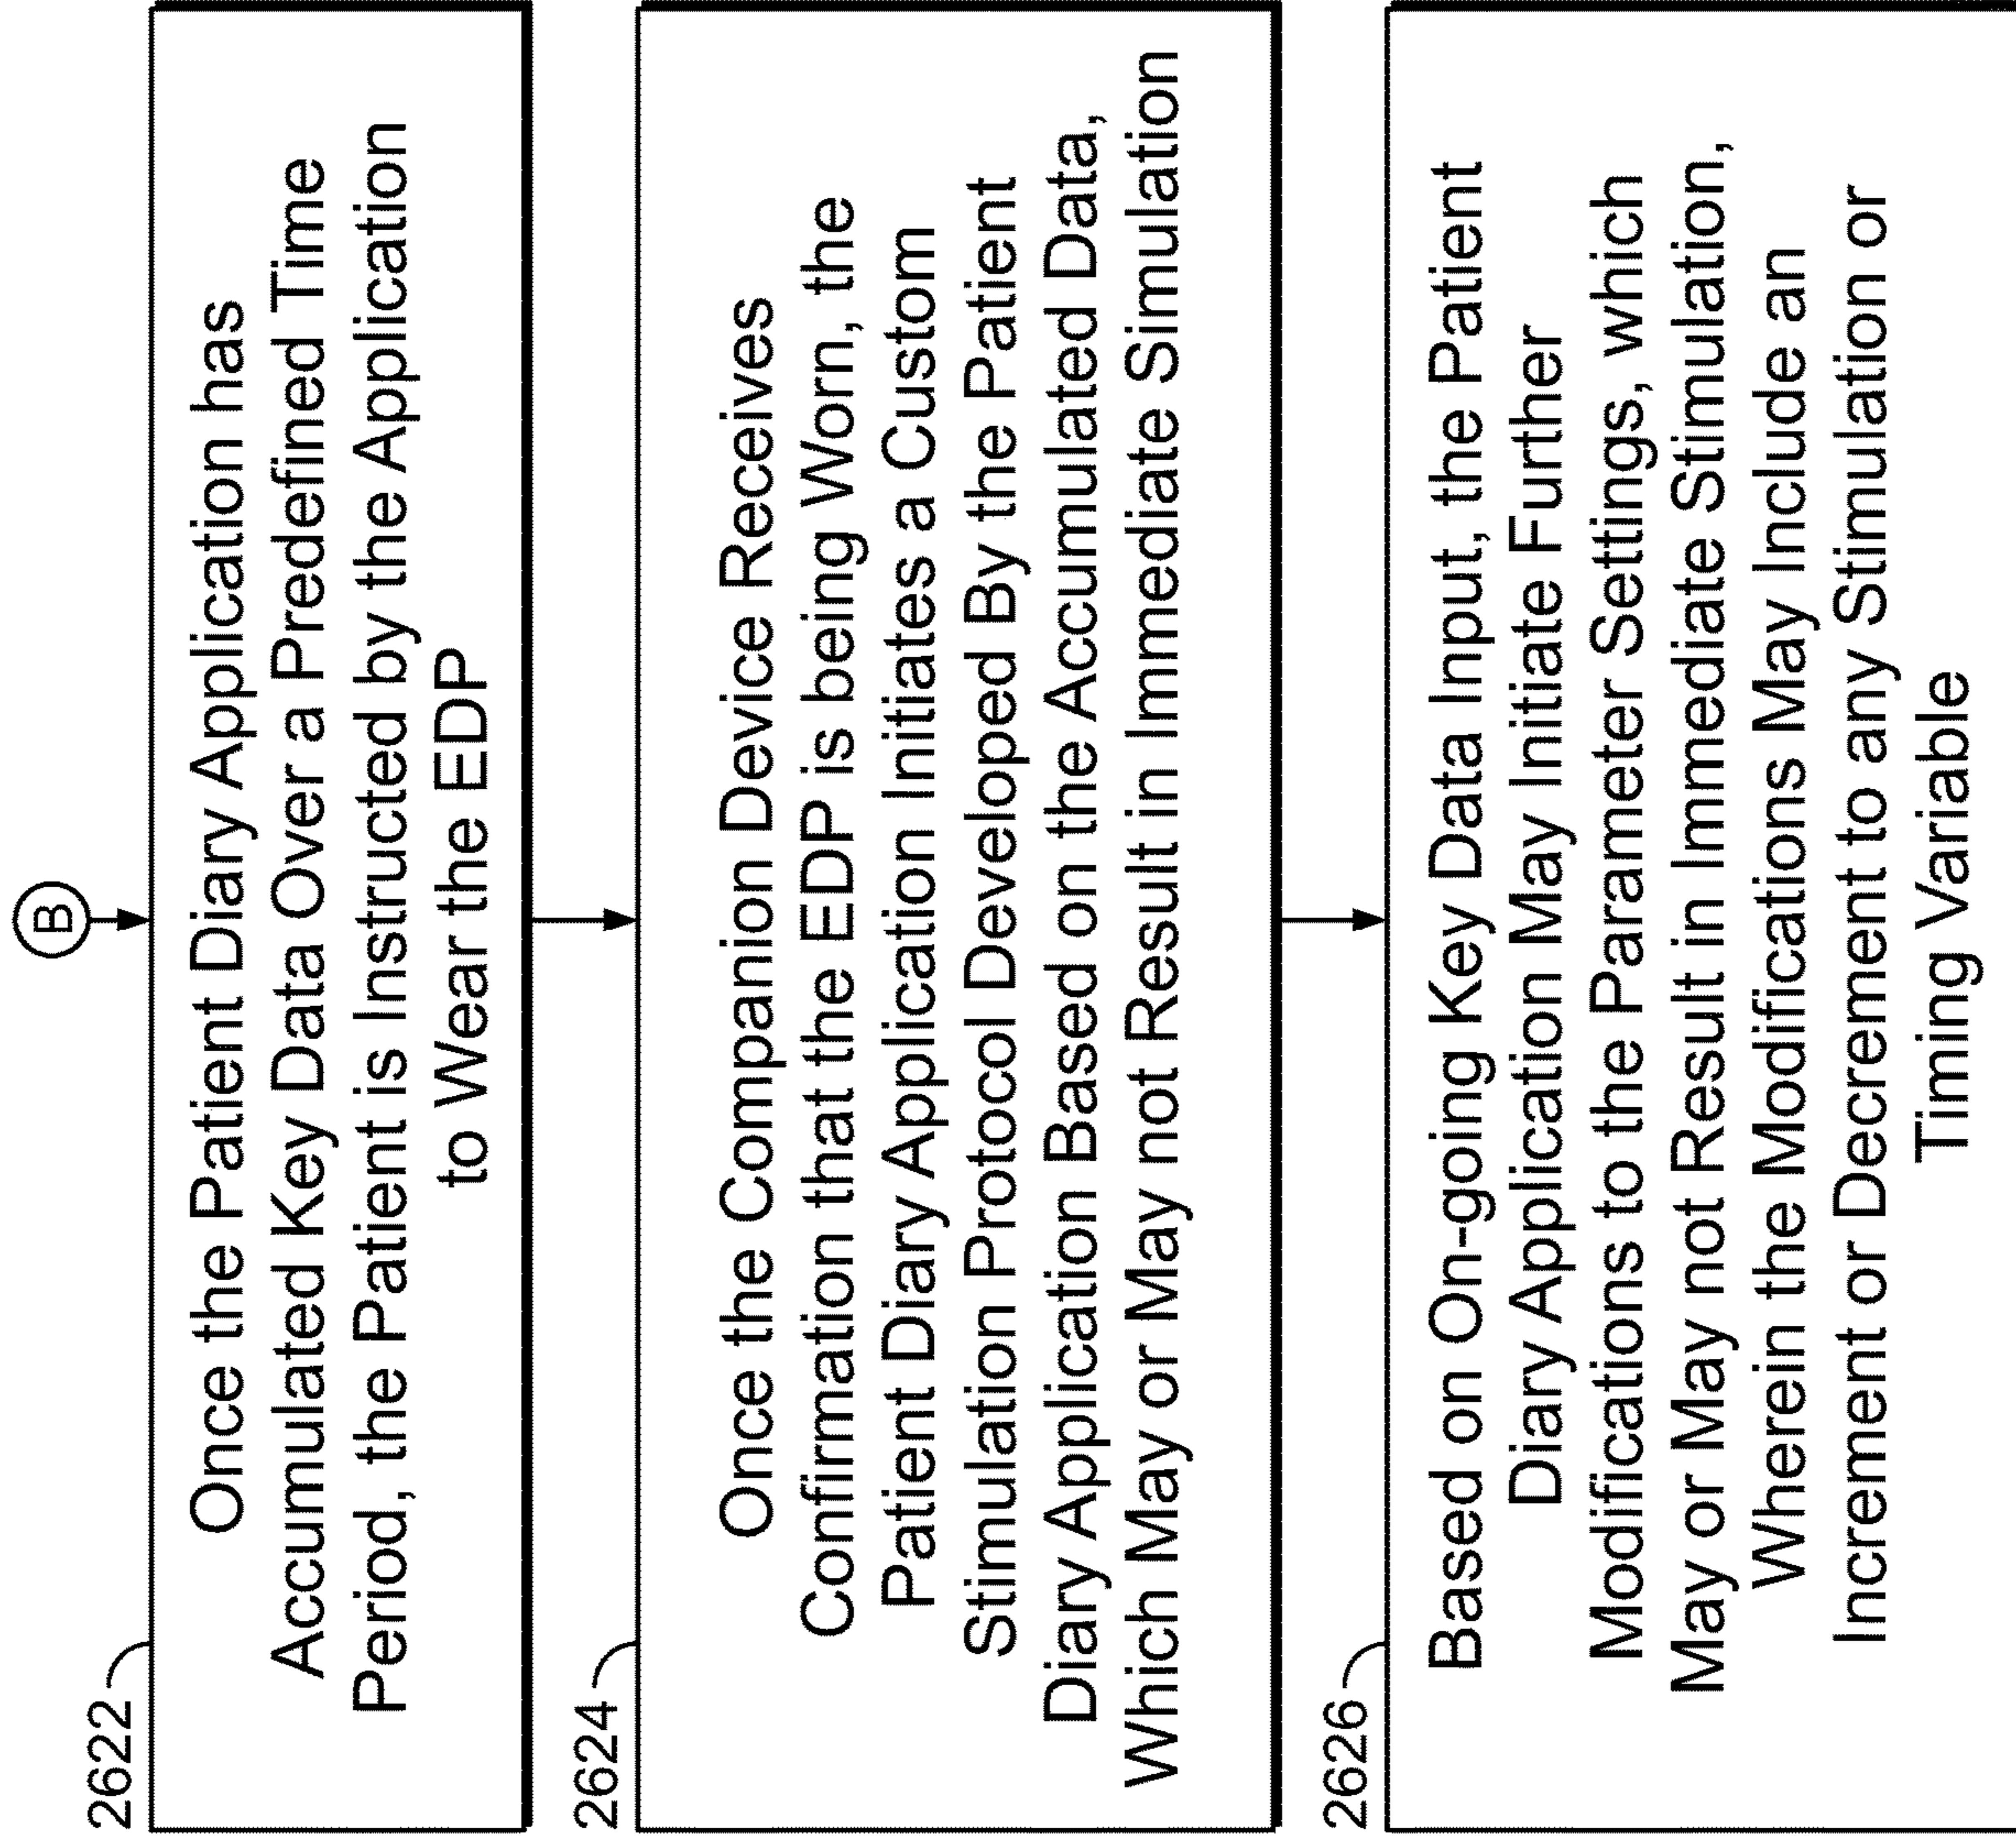 B
2622
Once the Patient Diary Application has
Accumulated Key Data Over a Predefined Time
Period, the Patient is Instructed by the Application
to Wear the EDP
2624
Once the Companion Device Receives
Confirmation that the EDP is being Worn, the
Patient Diary Application Initiates a Custom
Stimulation Protocol Developed By the Patient
Diary Application Based on the Accumulated Data,
Which May or May not Result in Immediate Simulation
2626
Based on On-going Key Data Input, the Patient
Diary Application May Initiate Further
Modifications to the Parameter Settings, which
May or May not Result in Immediate Stimulation,
Wherein the Modifications May Include an
Increment or Decrement to any Stimulation or
Timing Variable